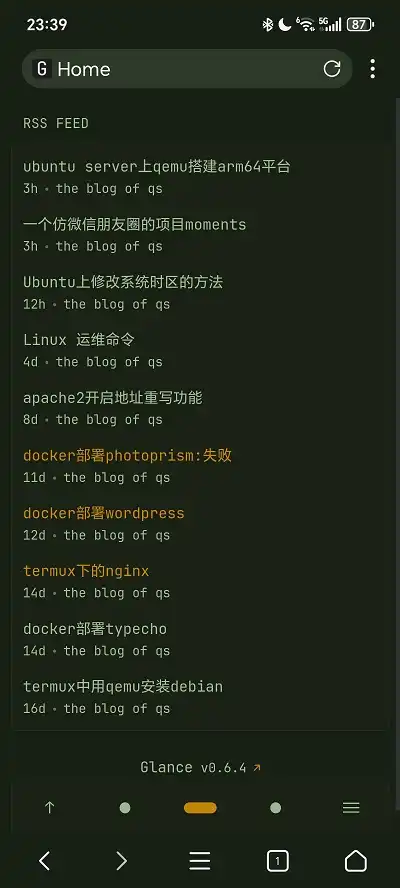 23:39
6 5G 87
G Home
RSS FEED
ubuntu server上qemu搭建arm64平台
3h • the blog of qs
一个仿微信朋友圈的项目moments
3h • the blog of qs
Ubuntu上修改系统时区的方法
12h • the blog of qs
Linux 运维命令
4d • the blog of qs
apache2开启地址重写功能
8d • the blog of qs
docker部署photoprism:失败
11d • the blog of qs
docker部署wordpress
12d • the blog of qs
termux下的nginx
14d • the blog of qs
docker部署typecho
14d • the blog of qs
termux中用qemu安装debian
16d • the blog of qs
Glance v0.6.4 ↗
1